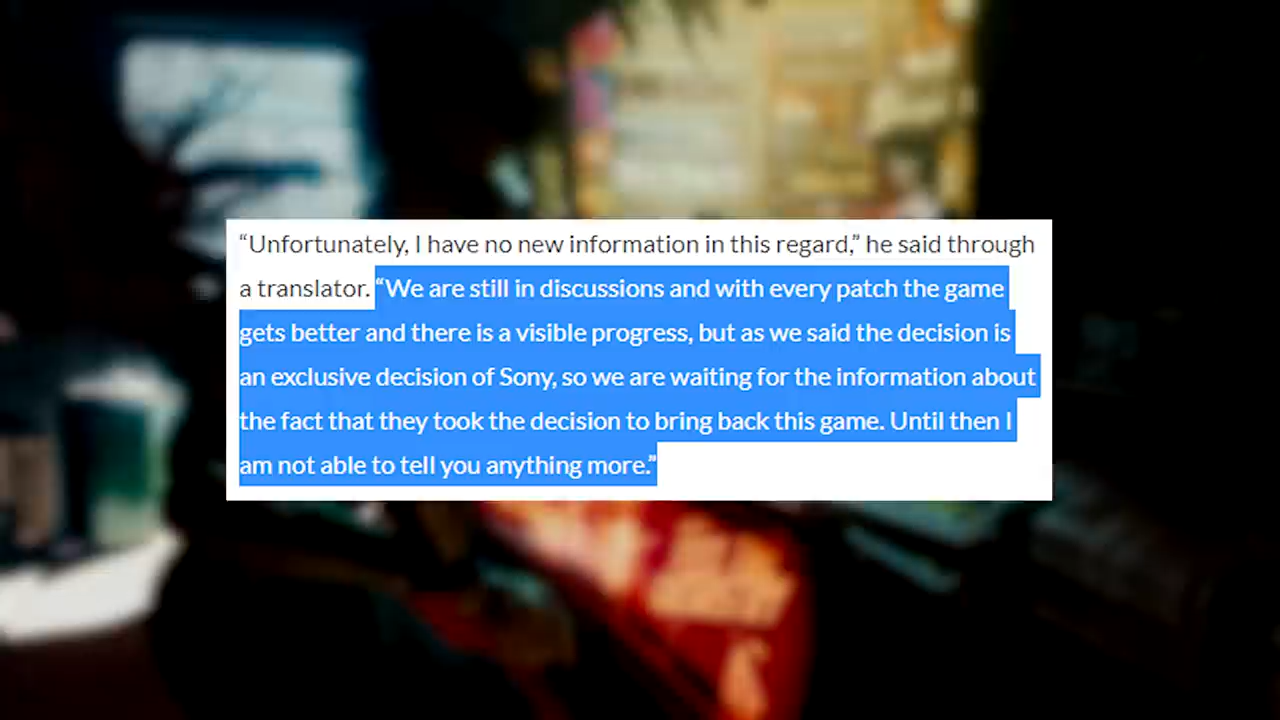 “Unfortunately, I have no new information in this regard,” he said through
a translator. “We are still in discussions and with every patch the game
gets better and there is a visible progress, but as we said the decision is
an exclusive decision of Sony, so we are waiting for the information about
the fact that they took the decision to bring back this game. Until then I
am not able to tell you anything more.”